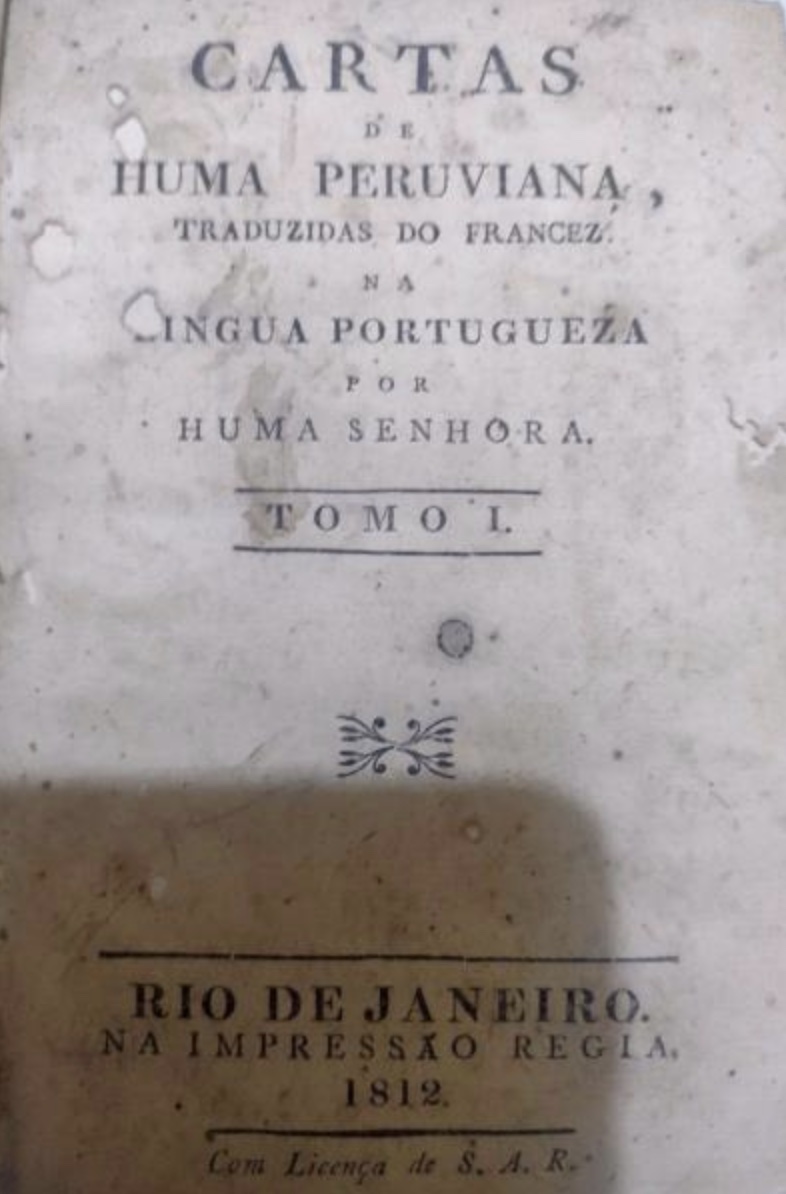 CARTAS
DE
HUMA PERUVIANA,
TRADUZIDAS DO FRANCEZ.
NA
LINGUA PORTUGUEZA
POR
HUMA SENHORA.
TOMO I.
RIO DE JANEIRO.
NA IMPRESSÃO REGIA.
1812.
Com Licença de S. A. R.